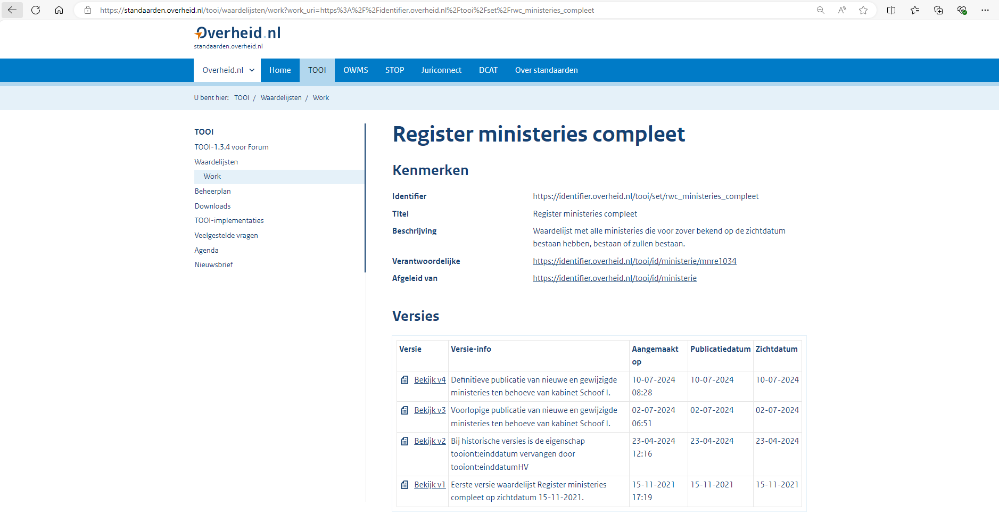 https://standaarden.overheid.nl/tooi/waardelijsten/work?work_uri=https%3A%2F%2Fidentifier.overheid.nl%2Ftooi%2Fset%2Frwc_ministeries_compleet
Overheid.nl
standaarden.overheid.nl
Overheid.nl Home TOOI OWMS STOP Juriconnect DCAT Over standaarden
U bent hier: TOOI / Waardelijsten / Work
TOOI
TOOI-1.3.4 voor Forum
Waardelijsten
Work
Beheerplan
Downloads
TOOI-implementaties
Veelgestelde vragen
Agenda
Nieuwsbrief
Register ministeries compleet
Kenmerken
Identifier https://identifier.overheid.nl/tooi/set/rwc_ministeries_compleet
Titel Register ministeries compleet
Beschrijving Waardelijst met alle ministeries die voor zover bekend op de zichtdatum
bestaan hebben, bestaan of zullen bestaan.
Verantwoordelijke https://identifier.overheid.nl/tooi/id/ministerie/mnre1034
Afgeleid van https://identifier.overheid.nl/tooi/id/ministerie
Versies
Versie Versie-info Aangemaakt Publicatiedatum Zichtdatum
op
Bekijk v4 Definitieve publicatie van nieuwe en gewijzigde 10-07-2024 10-07-2024 10-07-2024
ministeries ten behoeve van kabinet Schoof I. 08:28
Bekijk v3 Voorlopige publicatie van nieuwe en gewijzigde 02-07-2024 02-07-2024 02-07-2024
ministeries ten behoeve van kabinet Schoof I. 06:51
Bekijk v2 Bij historische versies is de eigenschap 23-04-2024 23-04-2024 23-04-2024
tooiont:einddatum vervangen door 12:16
tooiont:einddatumHV
Bekijk v1 Eerste versie waardelijst Register ministeries 15-11-2021 15-11-2021 15-11-2021
compleet op zichtdatum 15-11-2021. 17:19